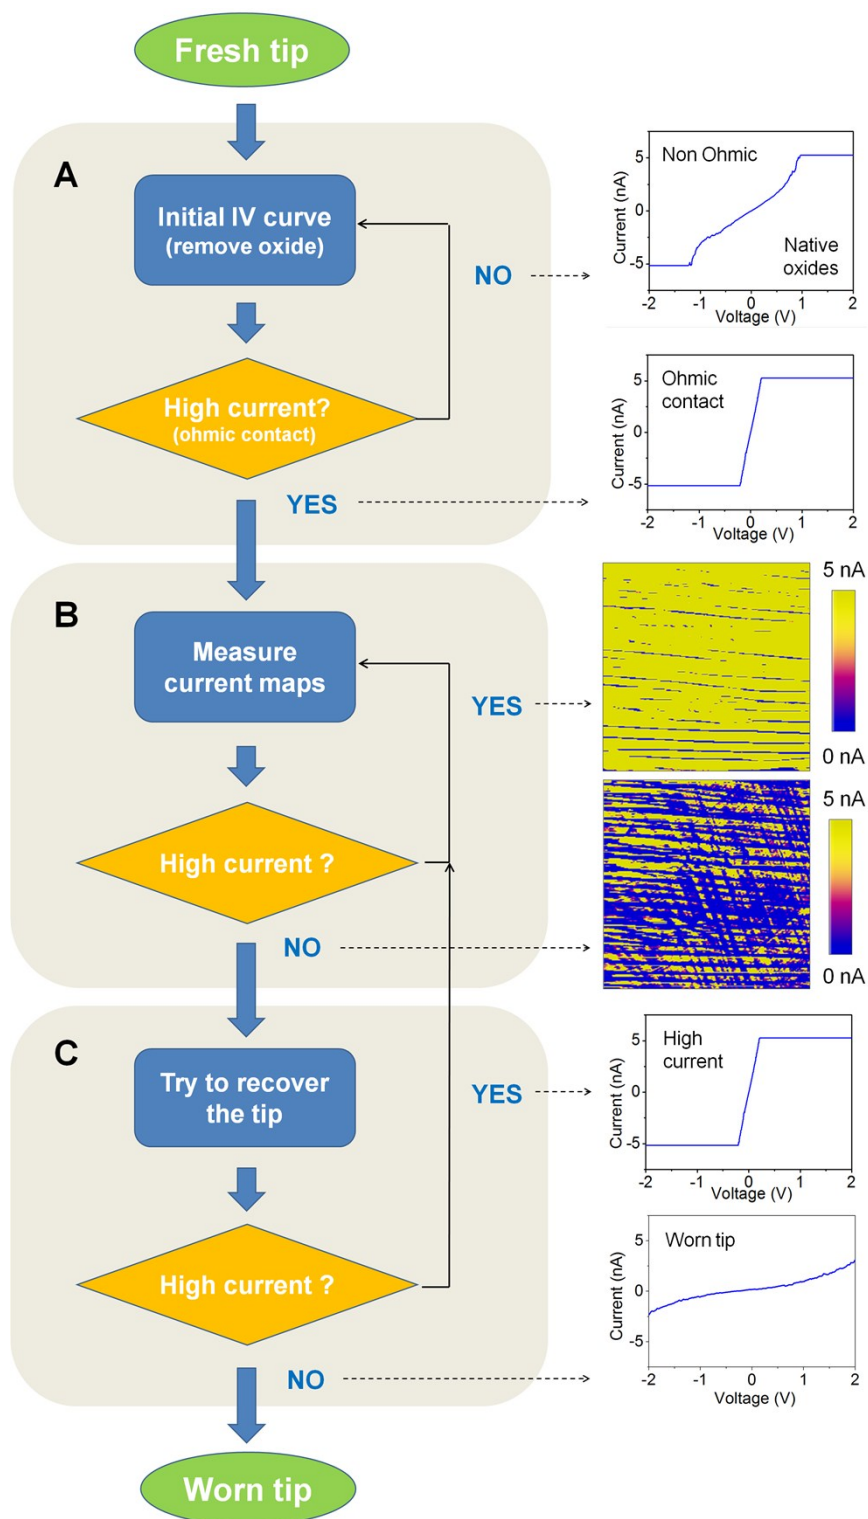 Fresh tip
A
Initial IV curve
(remove oxide)
NO
High current?
(ohmic contact)
YES
Non Ohmic
Native
oxides
Current (nA)
5
0
-5
-2
-1
0
1
2
Voltage (V)
Ohmic
contact
Current (nA)
5
0
-5
-2
-1
0
1
2
Voltage (V)
B
Measure
current maps
YES
High current ?
NO
5 nA
0 nA
5 nA
0 nA
C
Try to recover
the tip
YES
High current ?
NO
High
current
Current (nA)
5
0
-5
-2
-1
0
1
2
Voltage (V)
Worn tip
Current (nA)
5
0
-5
-2
-1
0
1
2
Voltage (V)
Worn tip